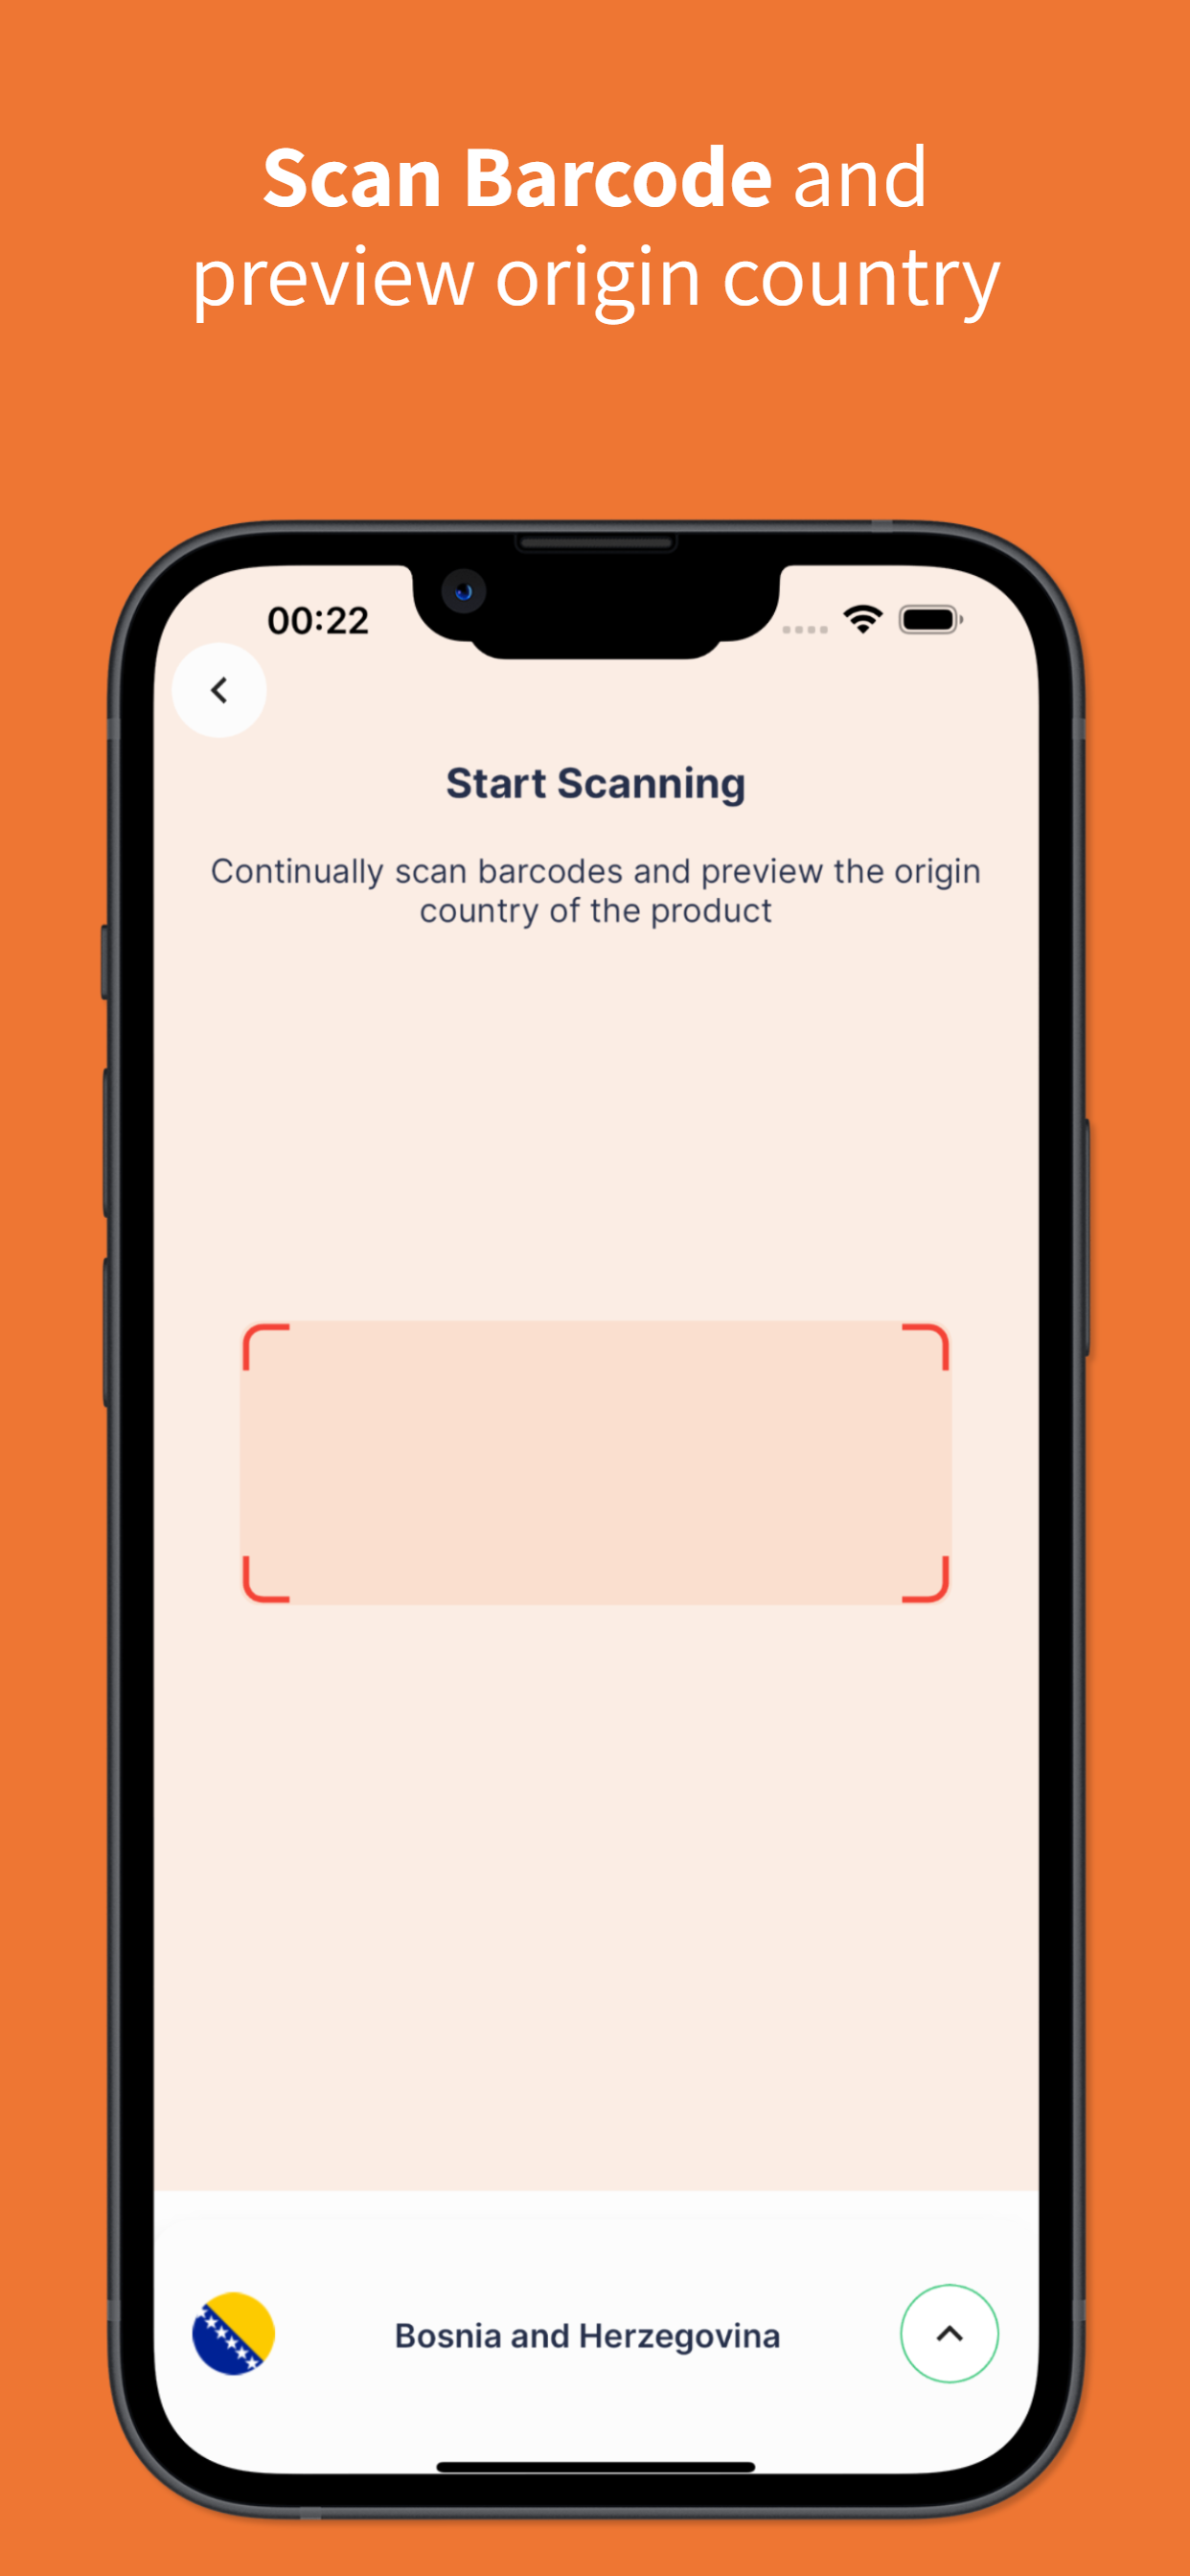 Scan Barcode and
preview origin country
00:22
Start Scanning
Continually scan barcodes and preview the origin
country of the product
Bosnia and Herzegovina